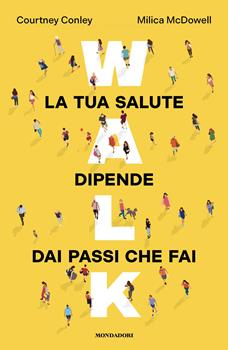 Courtney Conley Milica McDowell
W
LA TUA SALUTE
A
DIPENDE
L
DAI PASSI CHE FAI
K
MONDADORI